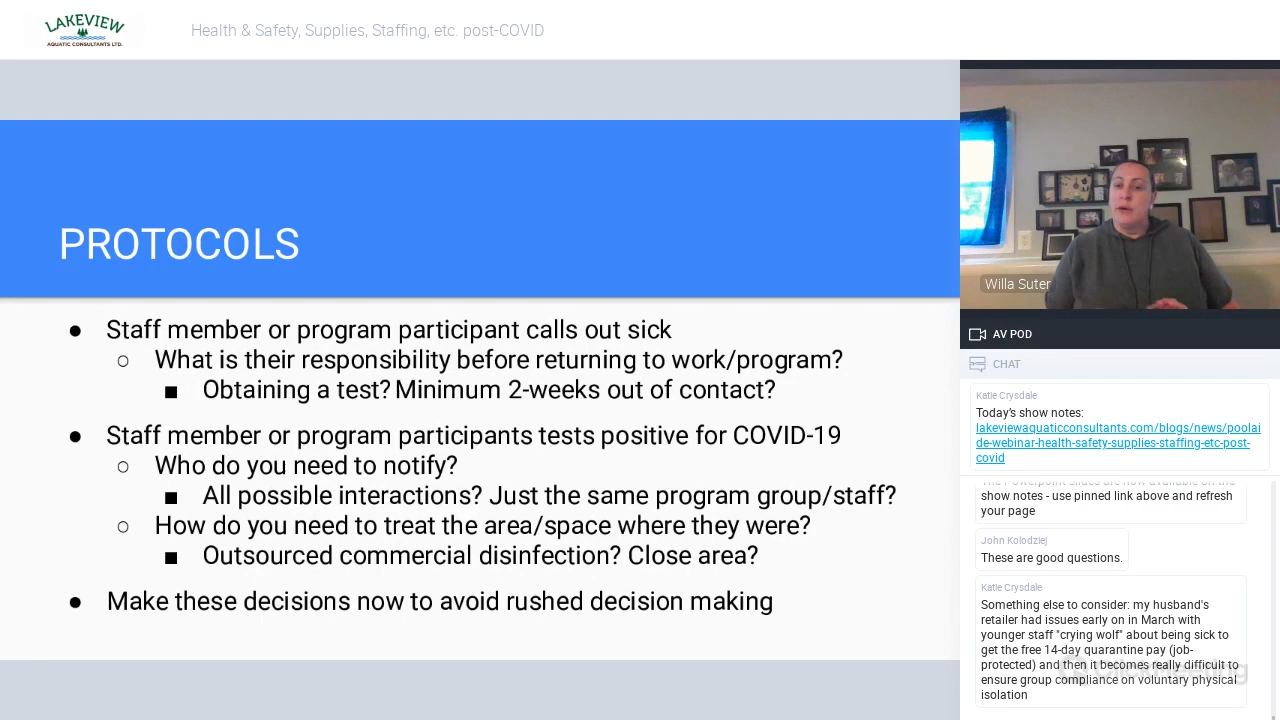 LAKEVIEW
AQUATIC CONSULTANTS LTD.
Health & Safety, Supplies, Staffing, etc. post-COVID
PROTOCOLS
● Staff member or program participant calls out sick
○ What is their responsibility before returning to work/program?
■ Obtaining a test? Minimum 2-weeks out of contact?
● Staff member or program participants tests positive for COVID-19
○ Who do you need to notify?
■ All possible interactions? Just the same program group/staff?
○ How do you need to treat the area/space where they were?
■ Outsourced commercial disinfection? Close area?
● Make these decisions now to avoid rushed decision making
Willa Suter
AV POD
CHAT
Katie Crysdale
Today's show notes:
lakeviewaquaticconsultants.com/blogs/news/poolai
de-webinar-health-safety-supplies-staffing-etc-post-
covid
The Powerpoint slides are now available on the
show notes - use pinned link above and refresh
your page
John Kolodziej
These are good questions.
Katie Crysdale
Something else to consider: my husband's
retailer had issues early on in March with
younger staff "crying wolf" about being sick to
get the free 14-day quarantine pay (job-
protected) and then it becomes really difficult to
ensure group compliance on voluntary physical
isolation
ClickMeeting